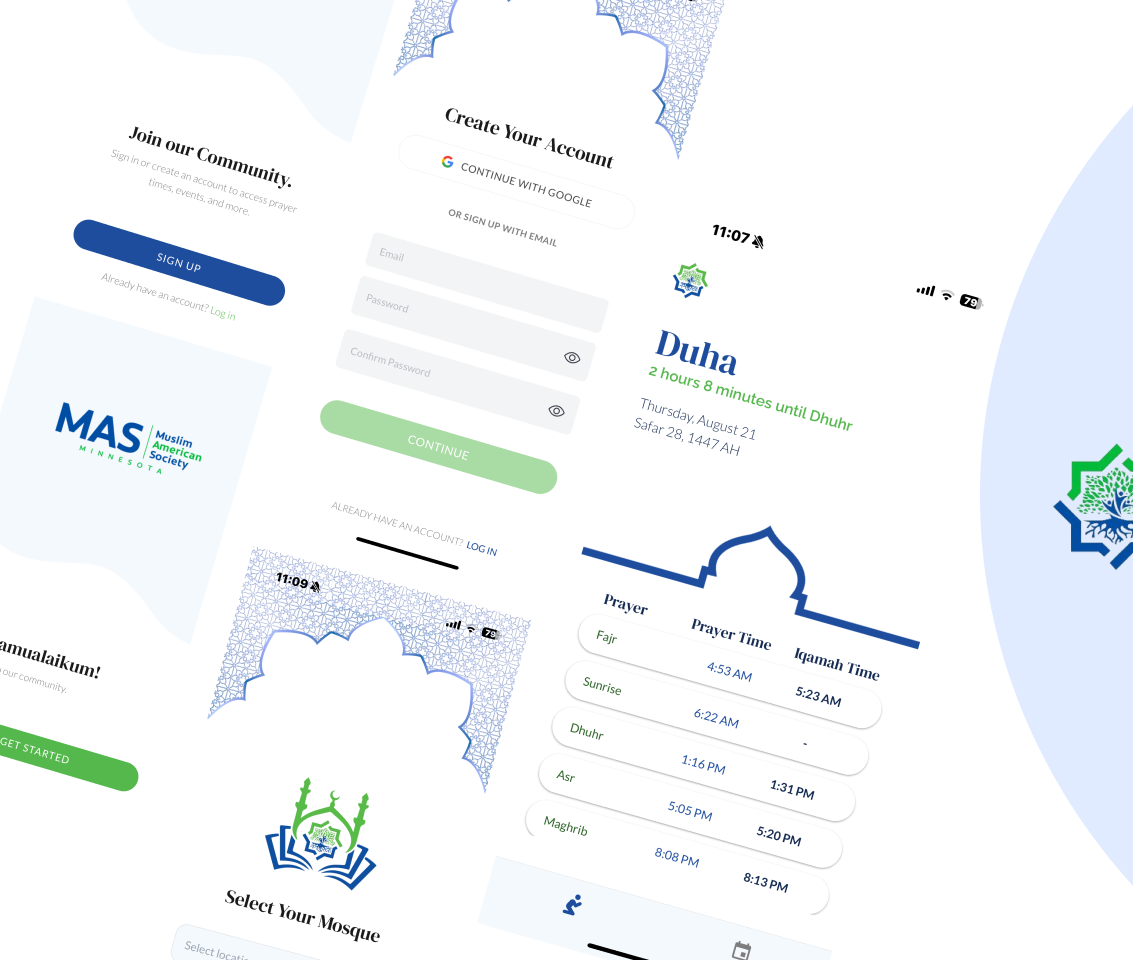 Join our Community.
Sign in or create an account to access prayer
times, events, and more.
SIGN UP
Already have an account? Log in
MAS
Muslim
American
Society
MINNESOTA
our community.
GET STARTED
Create Your Account
CONTINUE WITH GOOGLE
OR SIGN UP WITH EMAIL
Email
Password
Confirm Password
CONTINUE
ALREADY HAVE AN ACCOUNT? LOG IN
11:09
79
Select Your Mosque
Select
11:07
79
Duha
2 hours 8 minutes until Dhuhr
Thursday, August 21
Safar 28, 1447 AH
Prayer Prayer Time Iqamah Time
Fajr 4:53 AM 5:23 AM
Sunrise 6:22 AM -
Dhuhr 1:16 PM 1:31 PM
Asr 5:05 PM 5:20 PM
Maghrib 8:08 PM 8:13 PM